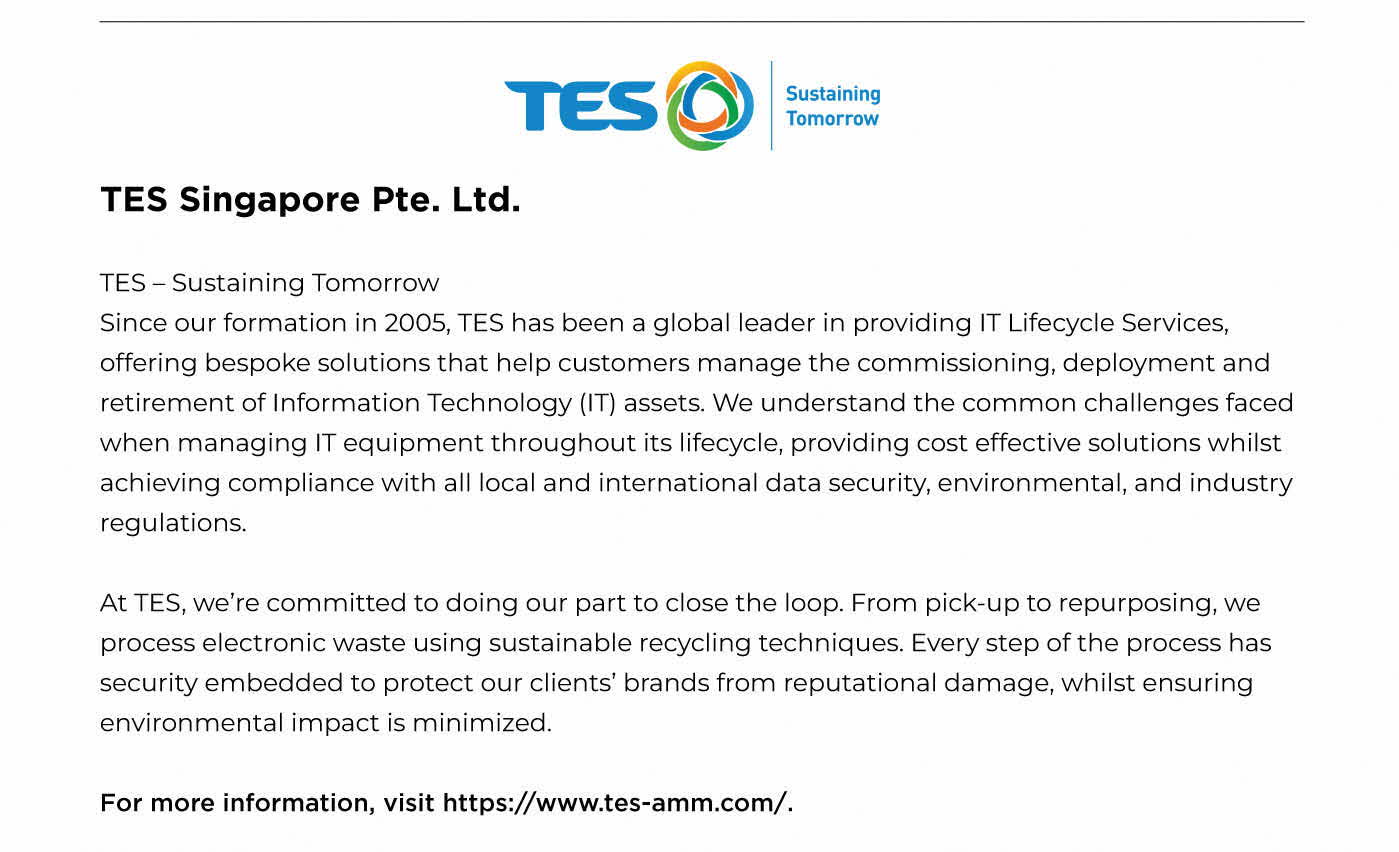 TES
Sustaining
Tomorrow
TES Singapore Pte. Ltd.
TES – Sustaining Tomorrow
Since our formation in 2005, TES has been a global leader in providing IT Lifecycle Services,
offering bespoke solutions that help customers manage the commissioning, deployment and
retirement of Information Technology (IT) assets. We understand the common challenges faced
when managing IT equipment throughout its lifecycle, providing cost effective solutions whilst
achieving compliance with all local and international data security, environmental, and industry
regulations.
At TES, we’re committed to doing our part to close the loop. From pick-up to repurposing, we
process electronic waste using sustainable recycling techniques. Every step of the process has
security embedded to protect our clients’ brands from reputational damage, whilst ensuring
environmental impact is minimized.
For more information, visit https://www.tes-amm.com/.